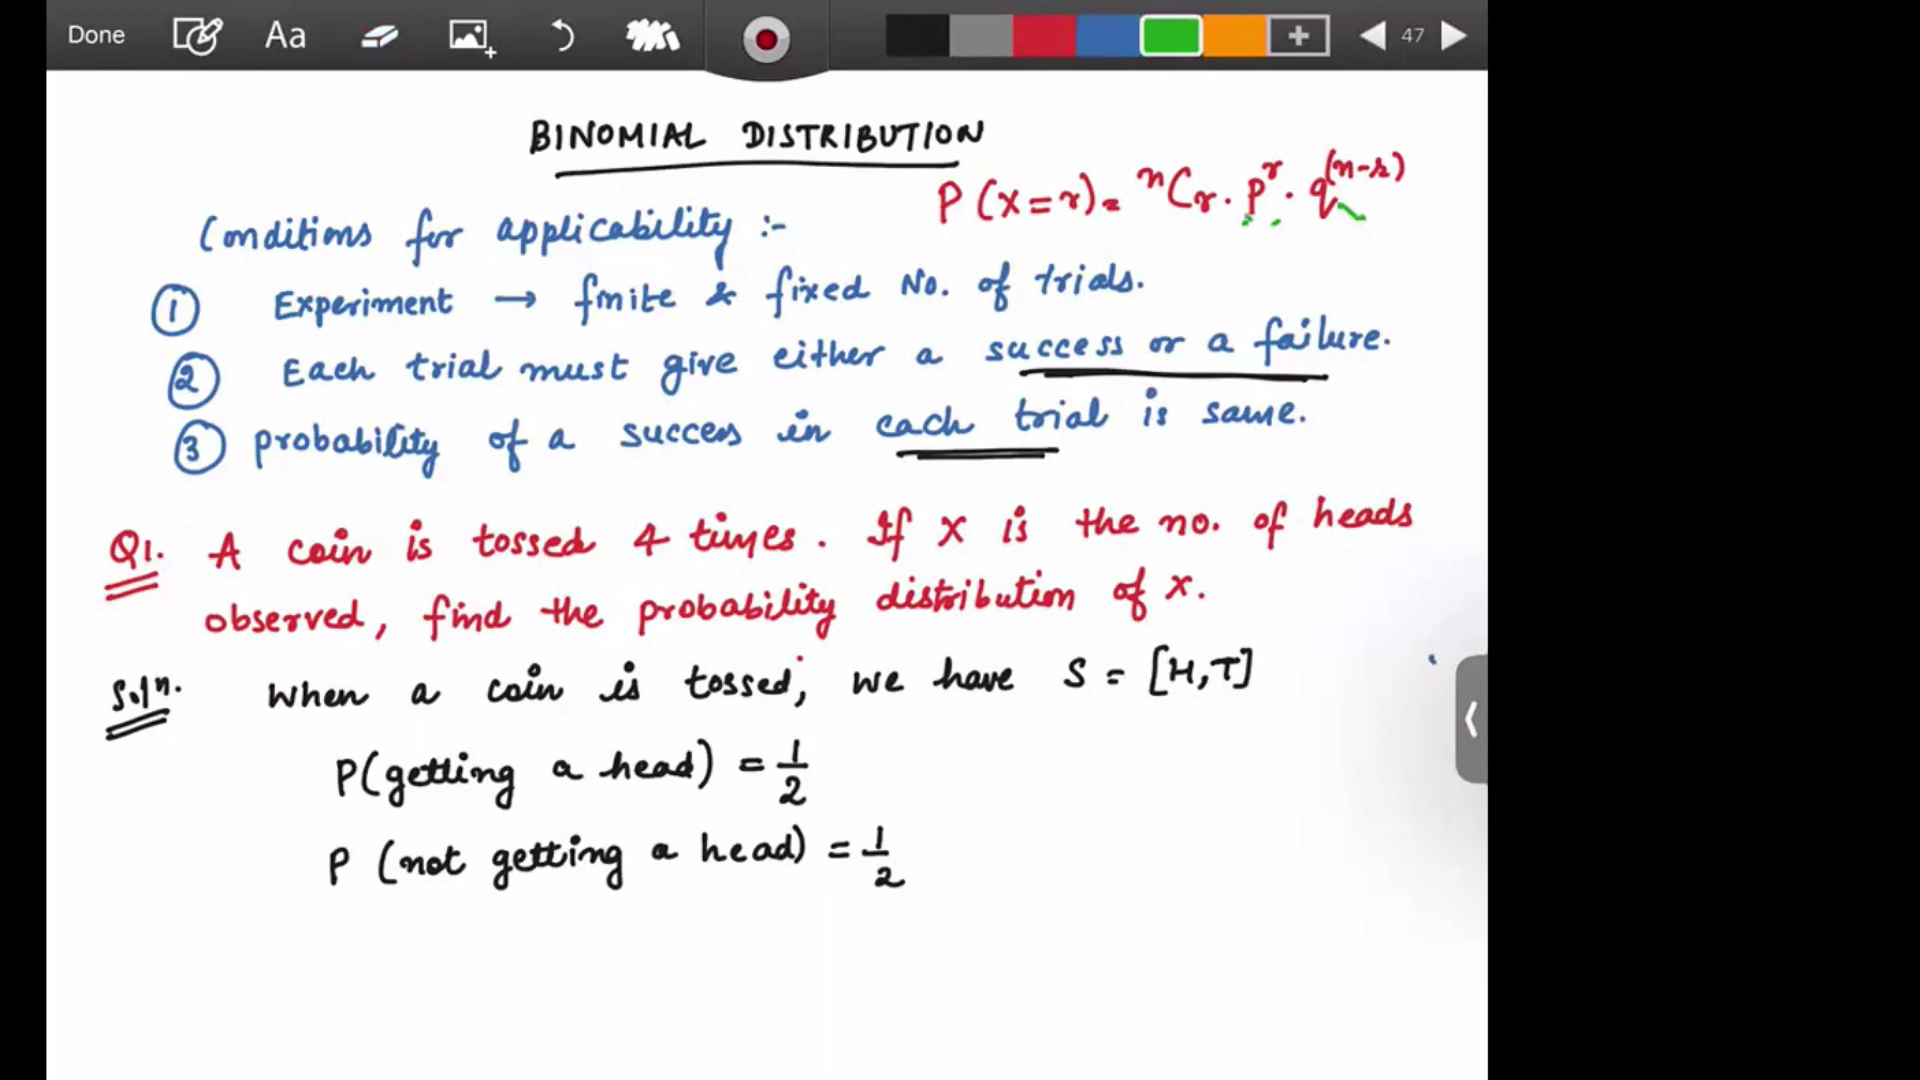 Done Aa 47
BINOMIAL DISTRIBUTION
P(X=r)= ⁿCᵣ. pʳ. q⁽ⁿ⁻ʳ⁾
Conditions for applicability :-
① Experiment → finite & fixed No. of trials.
② Each trial must give either a success or a failure.
③ probability of a success in each trial is same.
Q1. A coin is tossed 4 times. If X is the no. of heads
observed, find the probability distribution of x.
Solⁿ. When a coin is tossed, we have S = [H,T]
P(getting a head) = 1/2
P (not getting a head) = 1/2